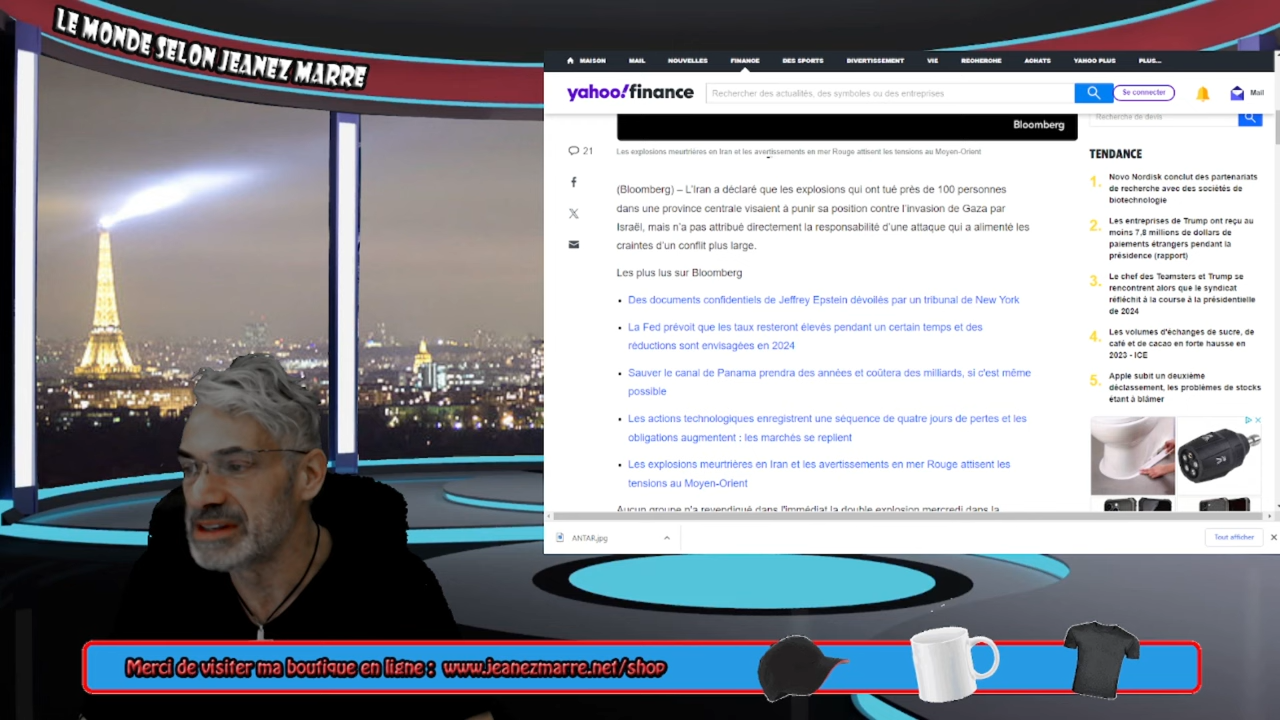 LE MONDE SELON JEANEZ MARRE
MAISON MAIL NOUVELLES FINANCE DES SPORTS DIVERTISSEMENT VIE RECHERCHE ACHATS YAHOO PLUS PLUS...
yahoo!finance
Rechercher des actualités, des symboles ou des entreprises
Se connecter
Mail
Bloomberg
Recherche de devis
21
Les explosions meurtrières en Iran et les avertissements en mer Rouge attisent les tensions au Moyen-Orient
(Bloomberg) – L'Iran a déclaré que les explosions qui ont tué près de 100 personnes
dans une province centrale visaient à punir sa position contre l'invasion de Gaza par
Israël, mais n'a pas attribué directement la responsabilité d'une attaque qui a alimenté les
craintes d'un conflit plus large.
Les plus lus sur Bloomberg
• Des documents confidentiels de Jeffrey Epstein dévoilés par un tribunal de New York
• La Fed prévoit que les taux resteront élevés pendant un certain temps et des
réductions sont envisagées en 2024
• Sauver le canal de Panama prendra des années et coûtera des milliards, si c'est même
possible
• Les actions technologiques enregistrent une séquence de quatre jours de pertes et les
obligations augmentent : les marchés se replient
• Les explosions meurtrières en Iran et les avertissements en mer Rouge attisent les
tensions au Moyen-Orient
Aucun groupe n'a revendiqué dans l'immédiat la double explosion mercredi dans la
TENDANCE
1. Novo Nordisk conclut des partenariats
de recherche avec des sociétés de
biotechnologie
2. Les entreprises de Trump ont reçu au
moins 7,8 millions de dollars de
paiements étrangers pendant la
présidence (rapport)
3. Le chef des Teamsters et Trump se
rencontrent alors que le syndicat
réfléchit à la course à la présidentielle
de 2024
4. Les volumes d'échanges de sucre, de
café et de cacao en forte hausse en
2023 - ICE
5. Apple subit un deuxième
déclassement, les problèmes de stocks
étant à blâmer
ANTAR.jpg
Tout afficher
Merci de visiter ma boutique en ligne : www.jeanezmarre.net/shop